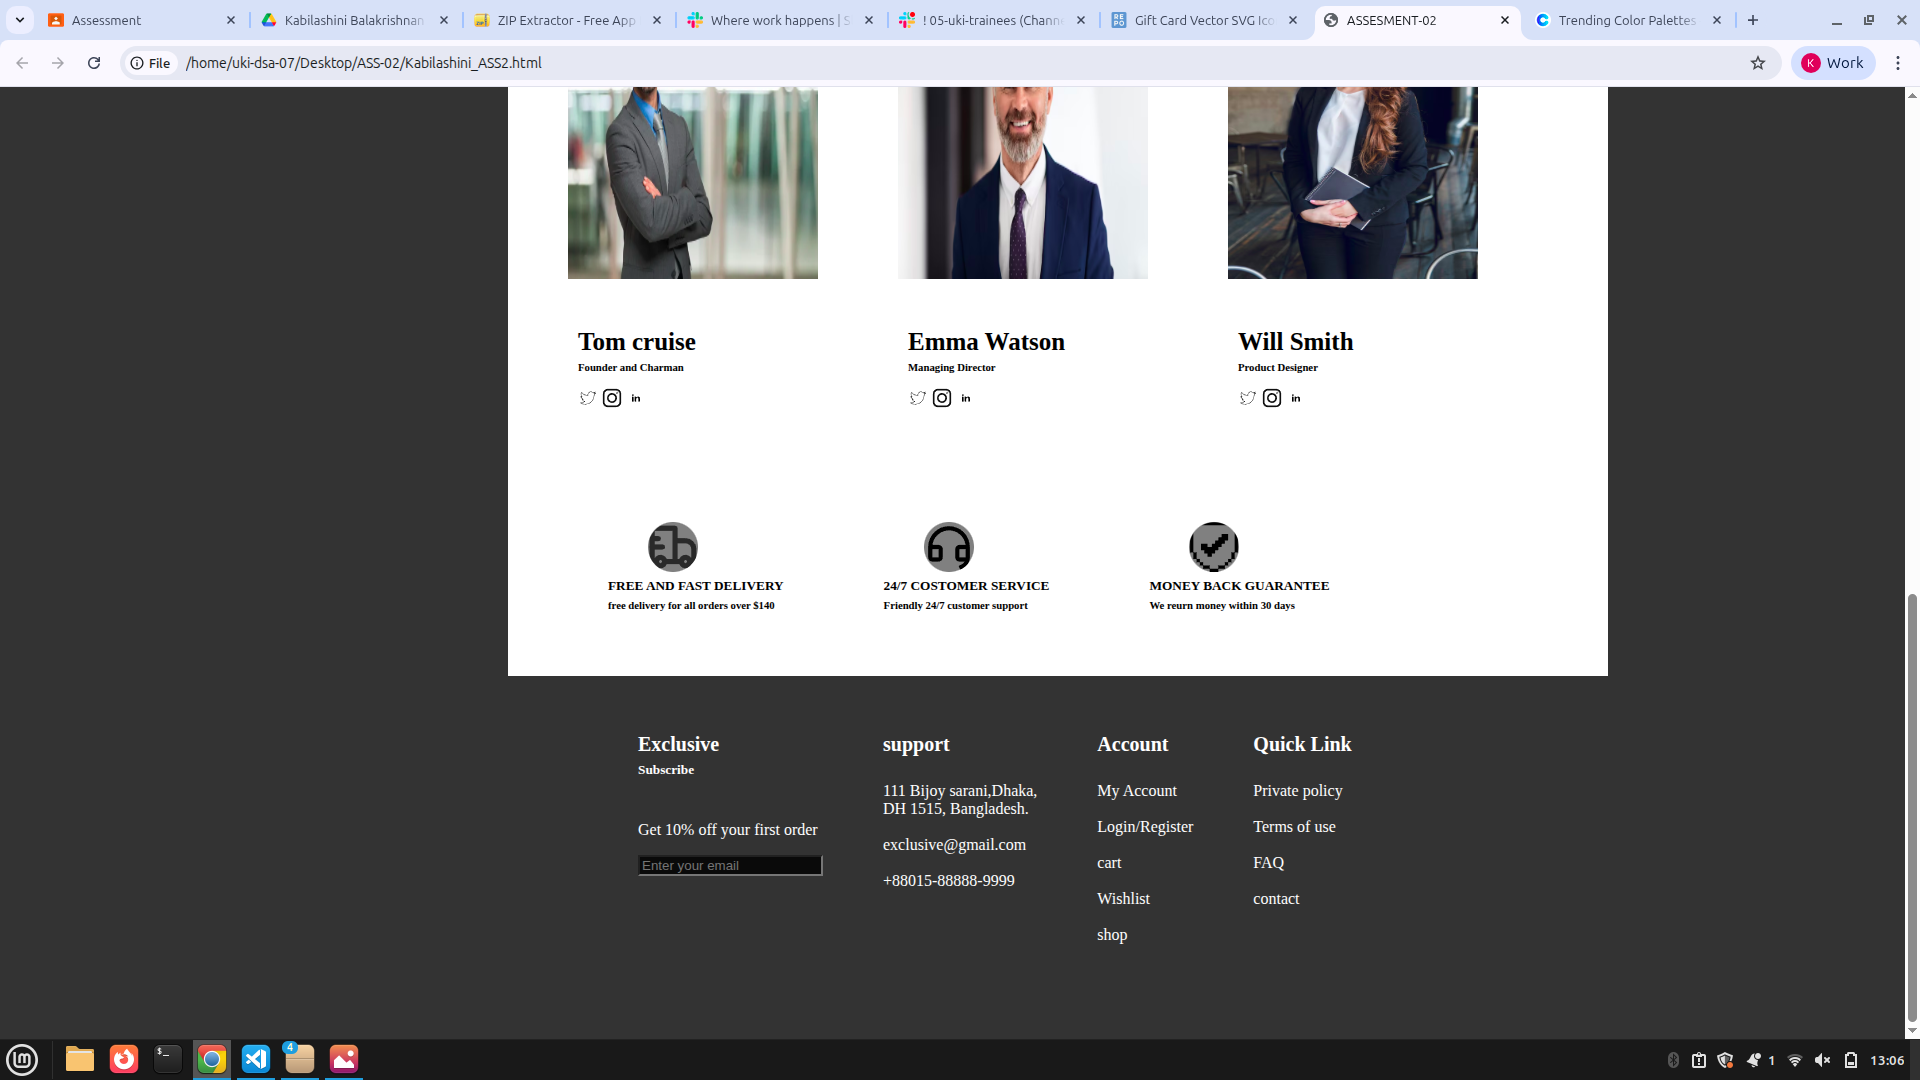 Assessment
Kabilashini Balakrishnan
ZIP Extractor - Free App
Where work happens | S
! 05-uki-trainees (Channe
Gift Card Vector SVG Ico
ASSESMENT-02
Trending Color Palettes
File
/home/uki-dsa-07/Desktop/ASS-02/Kabilashini_ASS2.html
K
Work
Tom cruise
Founder and Charman
in
Emma Watson
Managing Director
in
Will Smith
Product Designer
in
FREE AND FAST DELIVERY
free delivery for all orders over $140
24/7 COSTOMER SERVICE
Friendly 24/7 customer support
MONEY BACK GUARANTEE
We reurn money within 30 days
Exclusive
Subscribe
Get 10% off your first order
Enter your email
support
111 Bijoy sarani,Dhaka,
DH 1515, Bangladesh.
exclusive@gmail.com
+88015-88888-9999
Account
My Account
Login/Register
cart
Wishlist
shop
Quick Link
Private policy
Terms of use
FAQ
contact
4
1
13:06